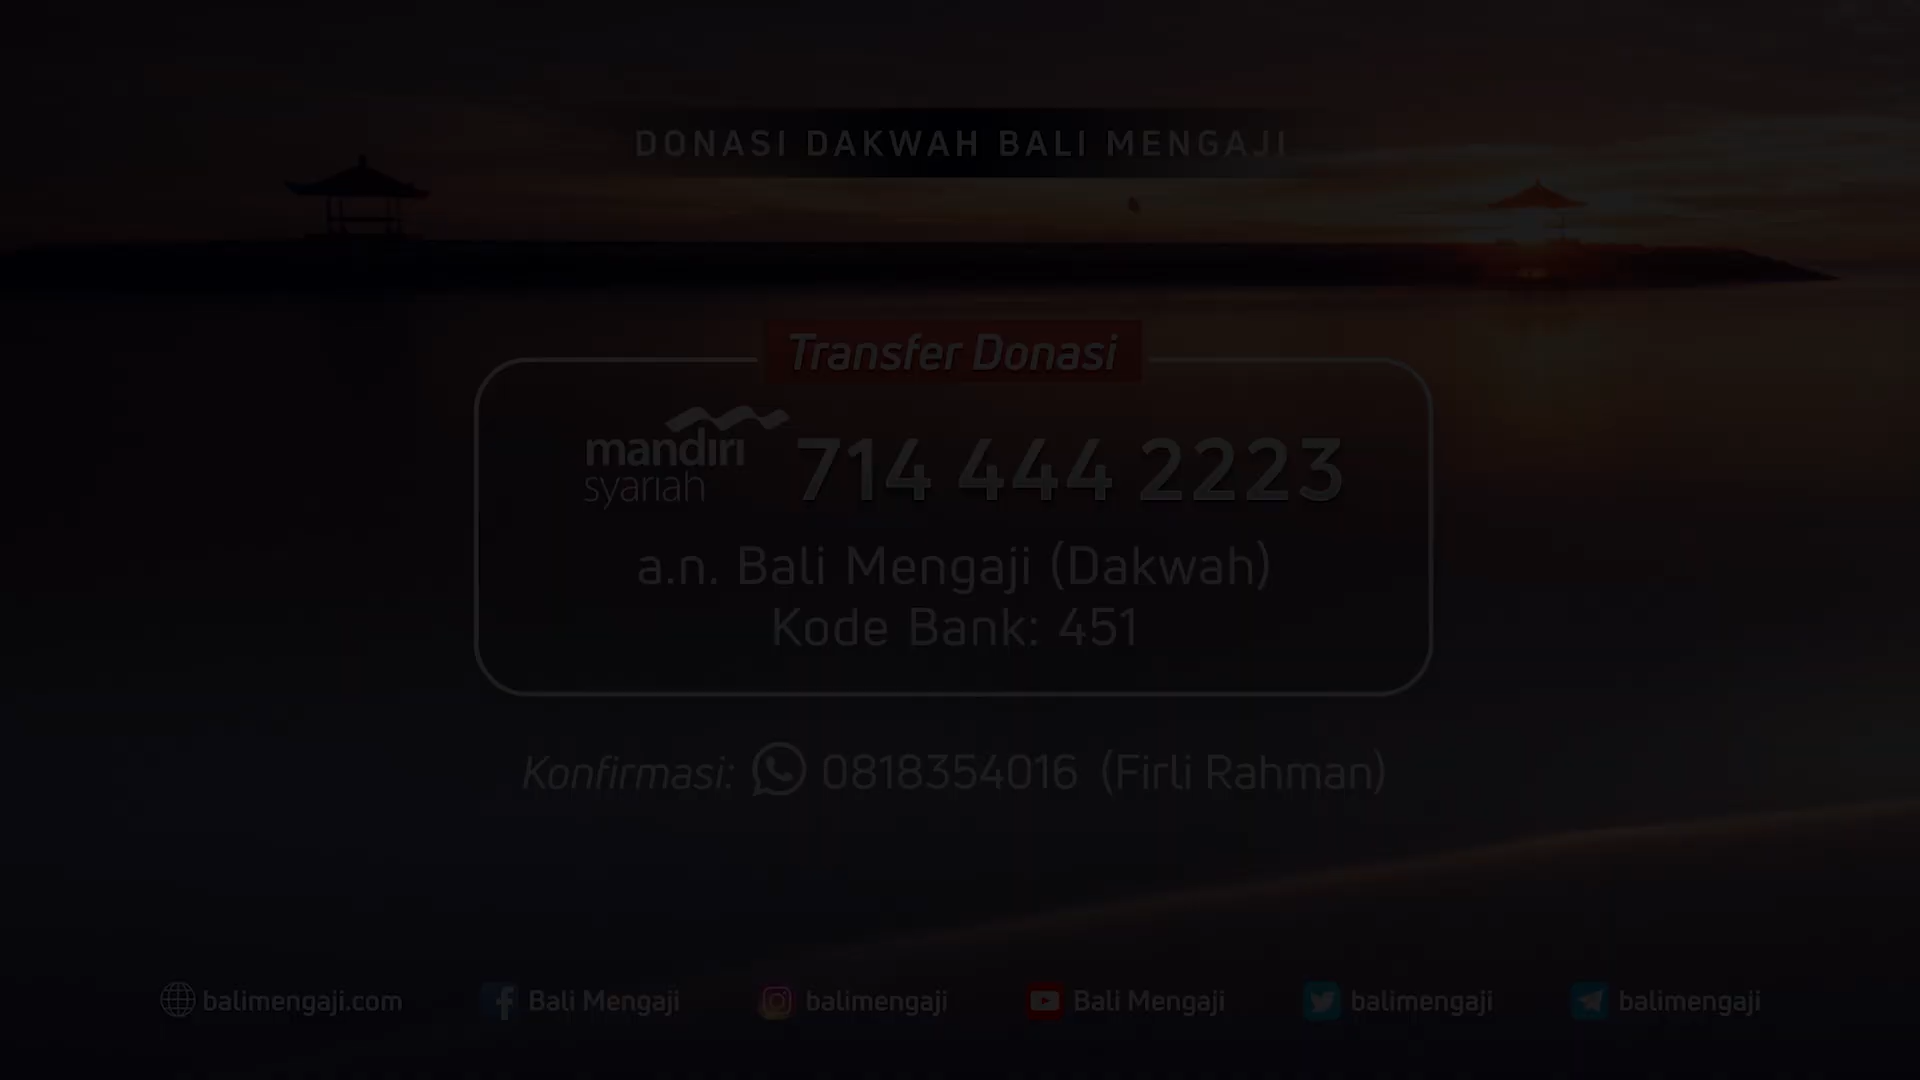 DONASI DAKWAH BALI MENGAJI
Transfer Donasi
mandiri
syariah
714 444 2223
a.n. Bali Mengaji (Dakwah)
Kode Bank: 451
Konfirmasi: 0818354016 (Firli Rahman)
balimengaji.com Bali Mengaji balimengaji Bali Mengaji balimengaji balimengaji